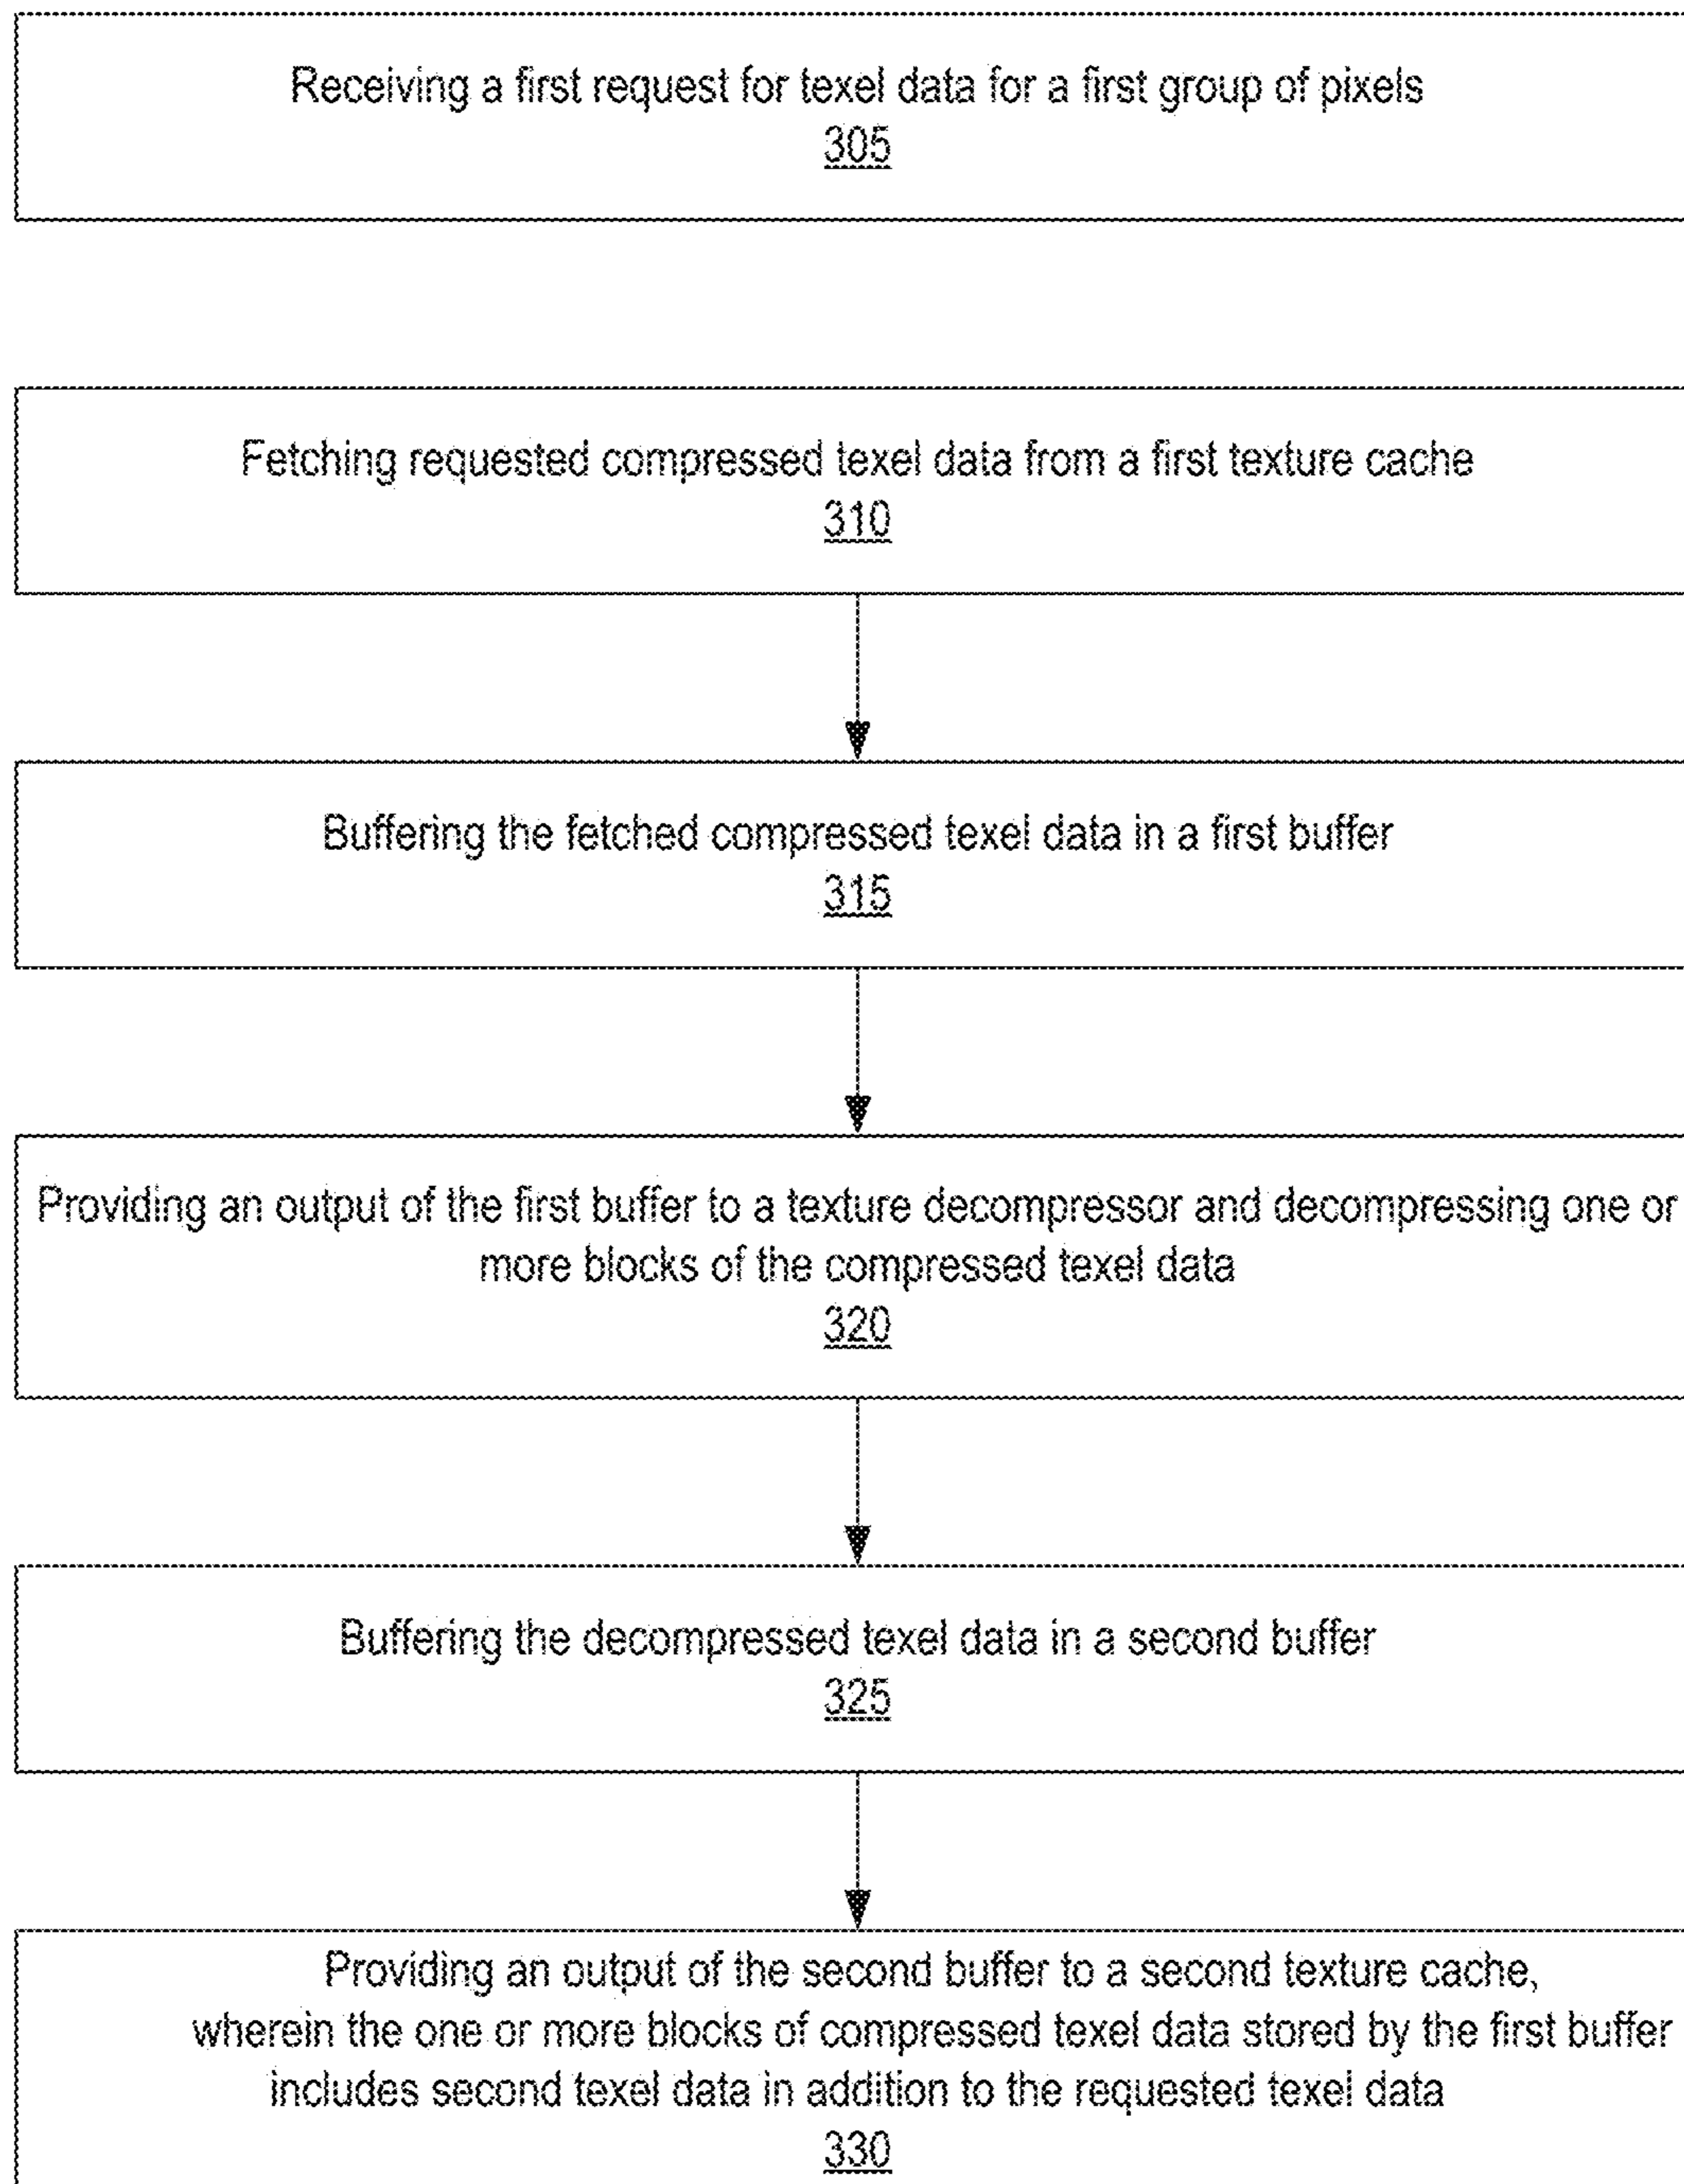 Receiving a first request for texel data for a first group of pixels
305
Fetching requested compressed texel data from a first texture cache
310
Buffering the fetched compressed texel data in a first buffer
315
Providing an output of the first buffer to a texture decompressor and decompressing one or
more blocks of the compressed texel data
320
Buffering the decompressed texel data in a second buffer
325
Providing an output of the second buffer to a second texture cache,
wherein the one or more blocks of compressed texel data stored by the first buffer
includes second texel data in addition to the requested texel data
330